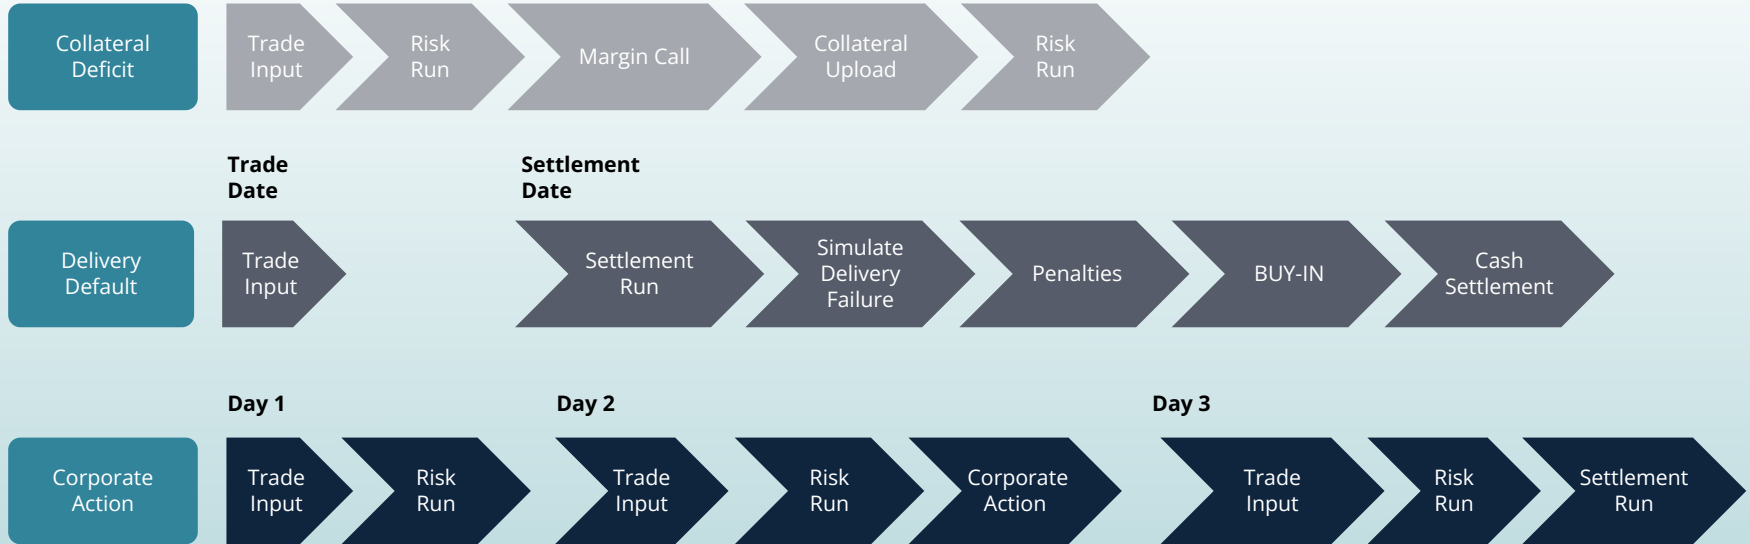 Collateral
Deficit
Trade
Input
Risk
Run
Margin Call
Collateral
Upload
Risk
Run
Trade
Date
Settlement
Date
Delivery
Default
Trade
Input
Settlement
Run
Simulate
Delivery
Failure
Penalties
BUY-IN
Cash
Settlement
Day 1
Day 2
Day 3
Corporate
Action
Trade
Input
Risk
Run
Trade
Input
Risk
Run
Corporate
Action
Trade
Input
Risk
Run
Settlement
Run